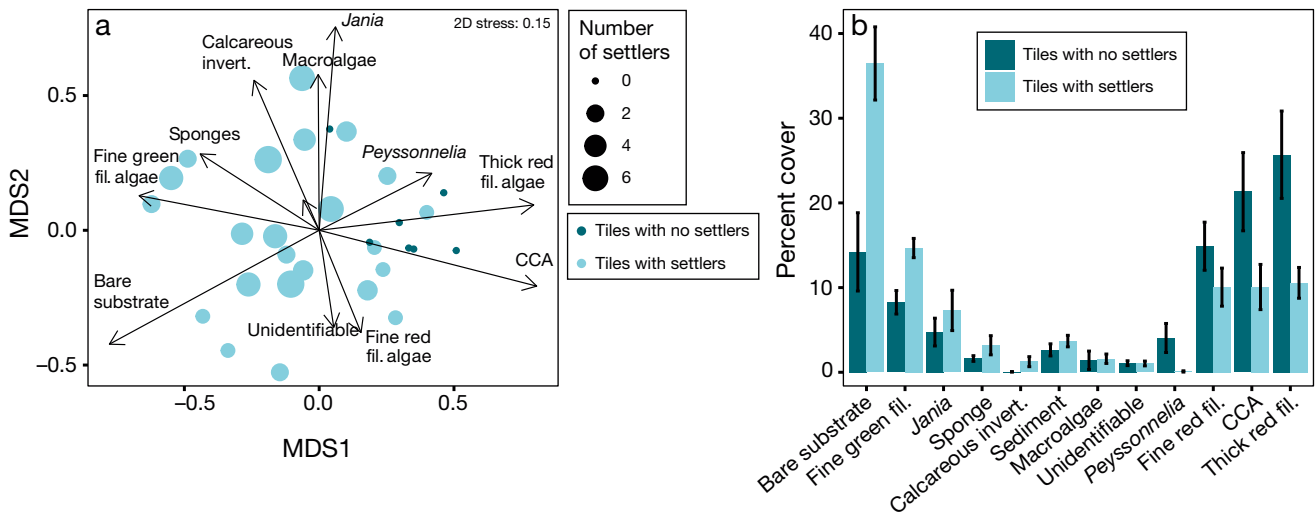 a
2D stress: 0.15
Jania
Calcareous
invert.
Macroalgae
Sponges
Fine green
fil. algae
Peyssonnelia
Thick red
fil. algae
CCA
Bare
substrate
Unidentifiable
Fine red
fil. algae
0.5
0.0
−0.5
MDS2
−0.5
0.0
0.5
MDS1
Number
of settlers
0
2
4
6
Tiles with no settlers
Tiles with settlers
b
Tiles with no settlers
Tiles with settlers
40
30
20
10
0
Percent cover
Bare substrate
Fine green fil.
Jania
Sponge
Calcareous invert.
Sediment
Macroalgae
Unidentifiable
Peyssonnelia
Fine red fil.
CCA
Thick red fil.